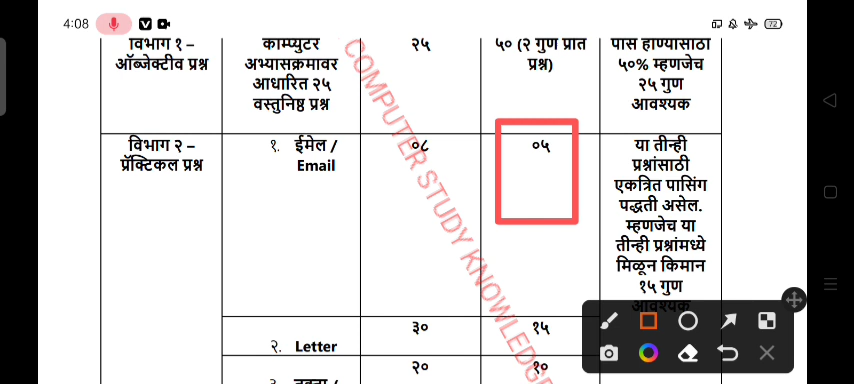 4:08
72
विभाग १ –
ऑब्जेक्टीव प्रश्न
काम्प्युटर
अभ्यासक्रमावर
आधारित २५
वस्तुनिष्ठ प्रश्न
२५
५० (२ गुण प्रति
प्रश्न)
पास होण्यासाठी
५०% म्हणजेच
२५ गुण
आवश्यक
विभाग २ –
प्रॅक्टिकल प्रश्न
१. ईमेल /
Email
०८
०५
या तीन्ही
प्रश्नांसाठी
एकत्रित पासिंग
पद्धती असेल.
म्हणजेच या
तीन्ही प्रश्नांमध्ये
मिळून किमान
१५ गुण
आवश्यक
२. Letter
३०
१५
२०
१०
COMPUTER STUDY KNOWLEDGE